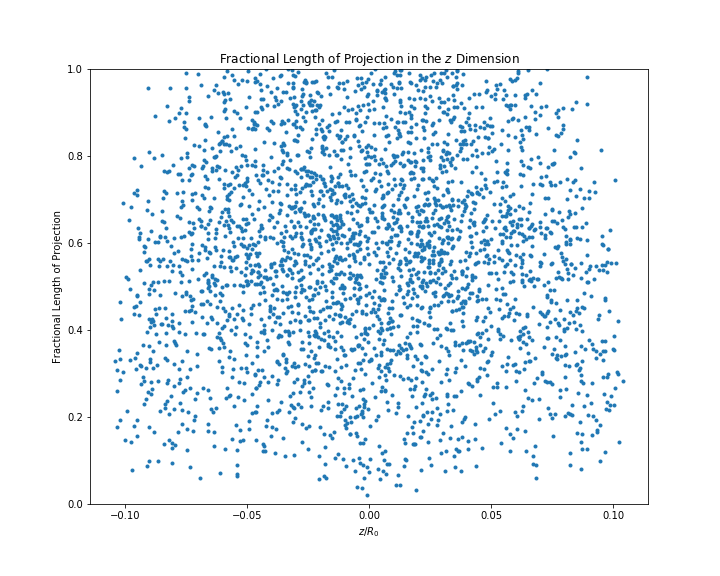 Fractional Length of Projection in the z Dimension
1.0
0.8
0.6
0.4
0.2
0.0
Fractional Length of Projection
−0.10 −0.05 0.00 0.05 0.10
z/R₀